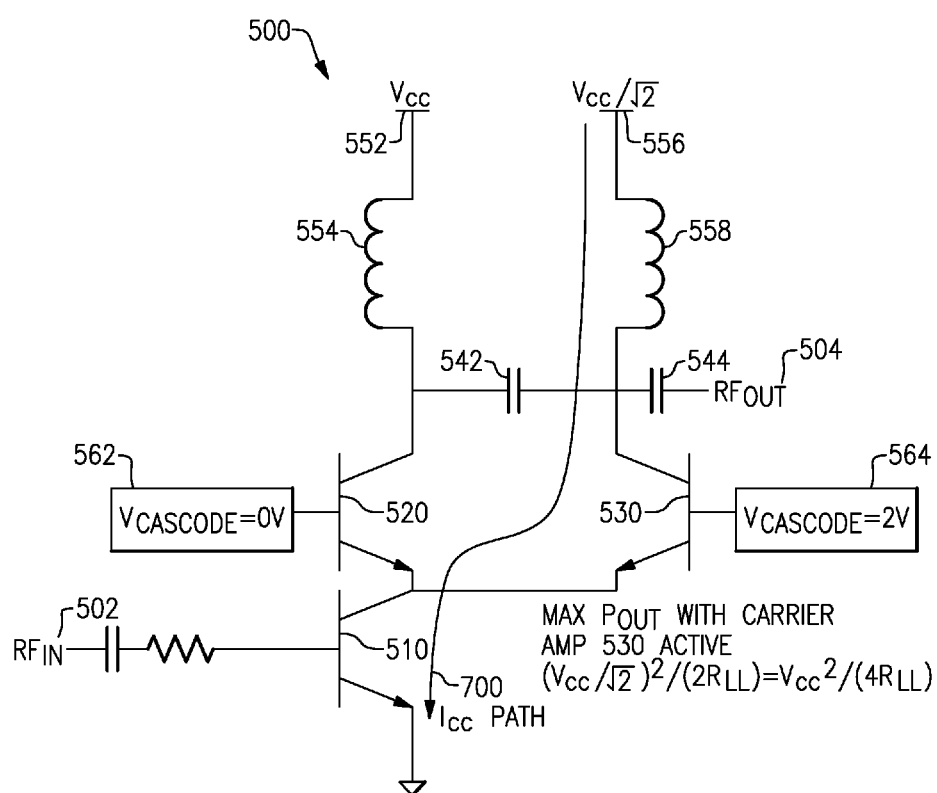 500
Vcc Vcc/√2
552 556
554 558
542 544 504
RFOUT
562 564
VCASCODE=0V 520 530 VCASCODE=2V
502
RFIN 510
MAX POUT WITH CARRIER
AMP 530 ACTIVE
(Vcc/√2)²/(2RLL)=Vcc²/(4RLL)
700
Icc PATH